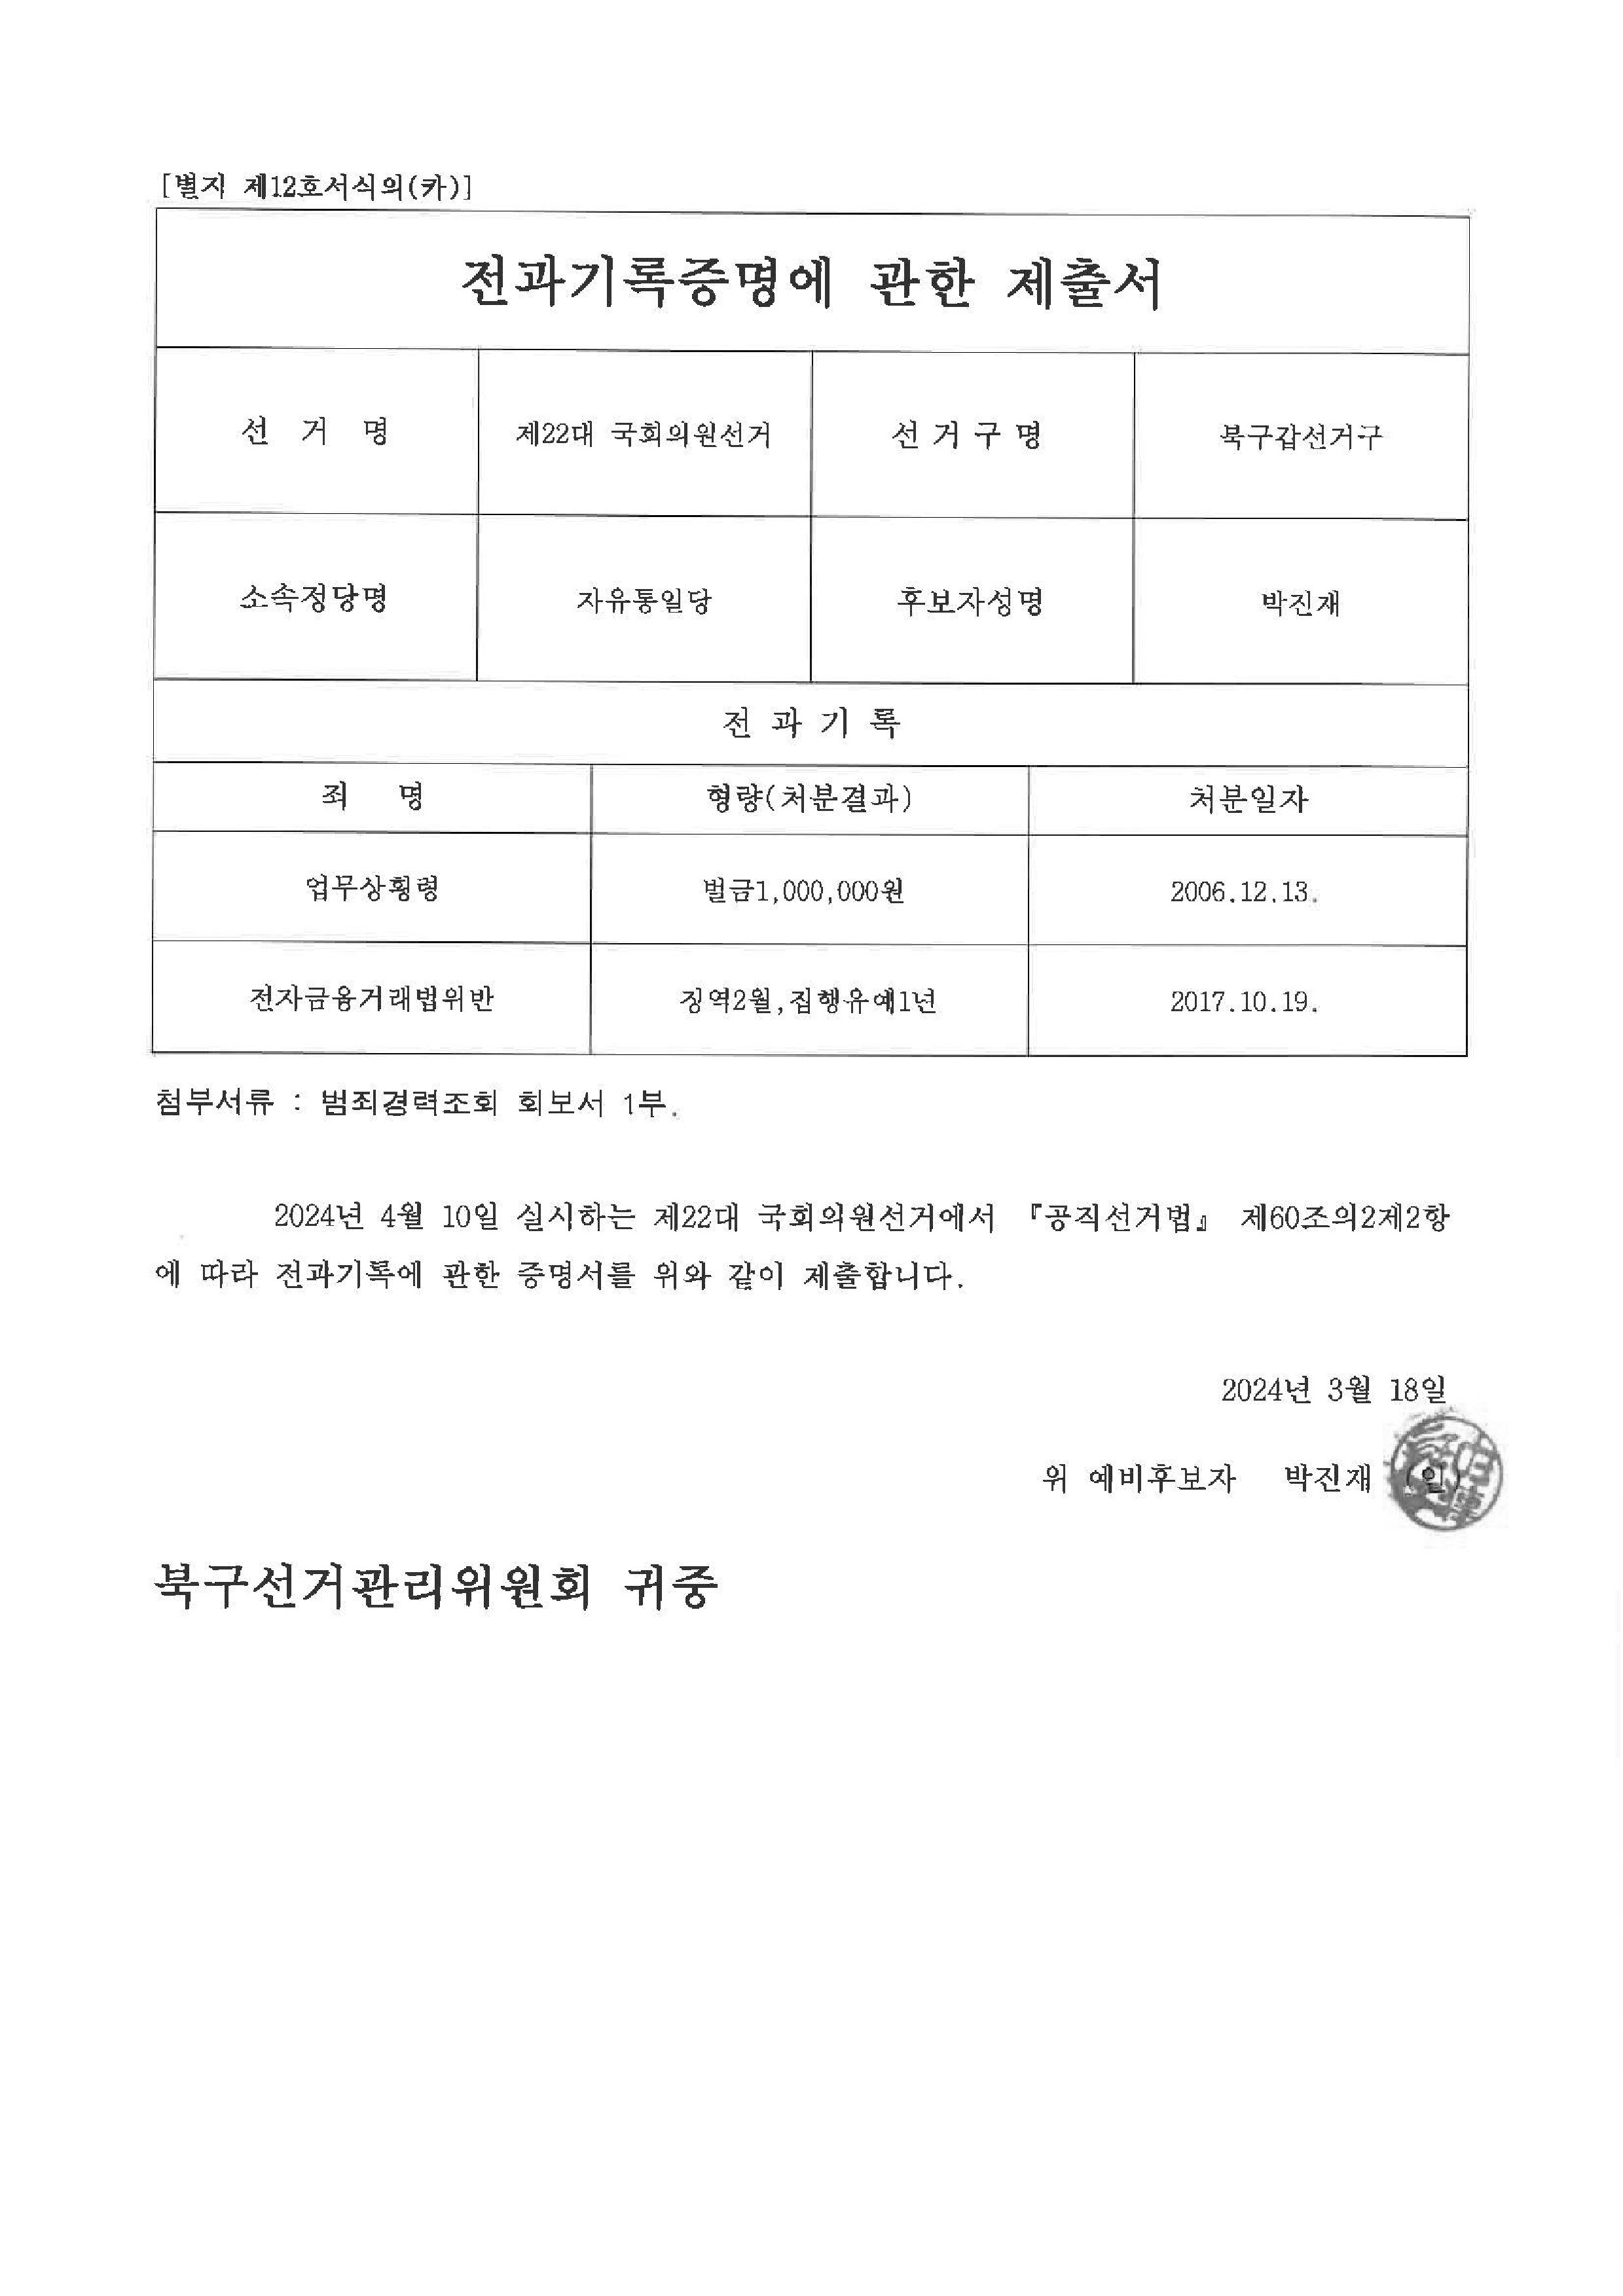 [별지 제12호서식의(카)]
전과기록증명에 관한 제출서
선 거 명 제22대 국회의원선거 선 거 구 명 북구갑선거구
소속정당명 자유통일당 후보자성명 박진재
전 과 기 록
죄 명 형량(처분결과) 처분일자
업무상횡령 벌금1,000,000원 2006.12.13.
전자금융거래법위반 징역2월,집행유예1년 2017.10.19.
첨부서류 : 범죄경력조회 회보서 1부.
2024년 4월 10일 실시하는 제22대 국회의원선거에서 『공직선거법』 제60조의2제2항
에 따라 전과기록에 관한 증명서를 위와 같이 제출합니다.
2024년 3월 18일
위 예비후보자 박진재 (인)
북구선거관리위원회 귀중